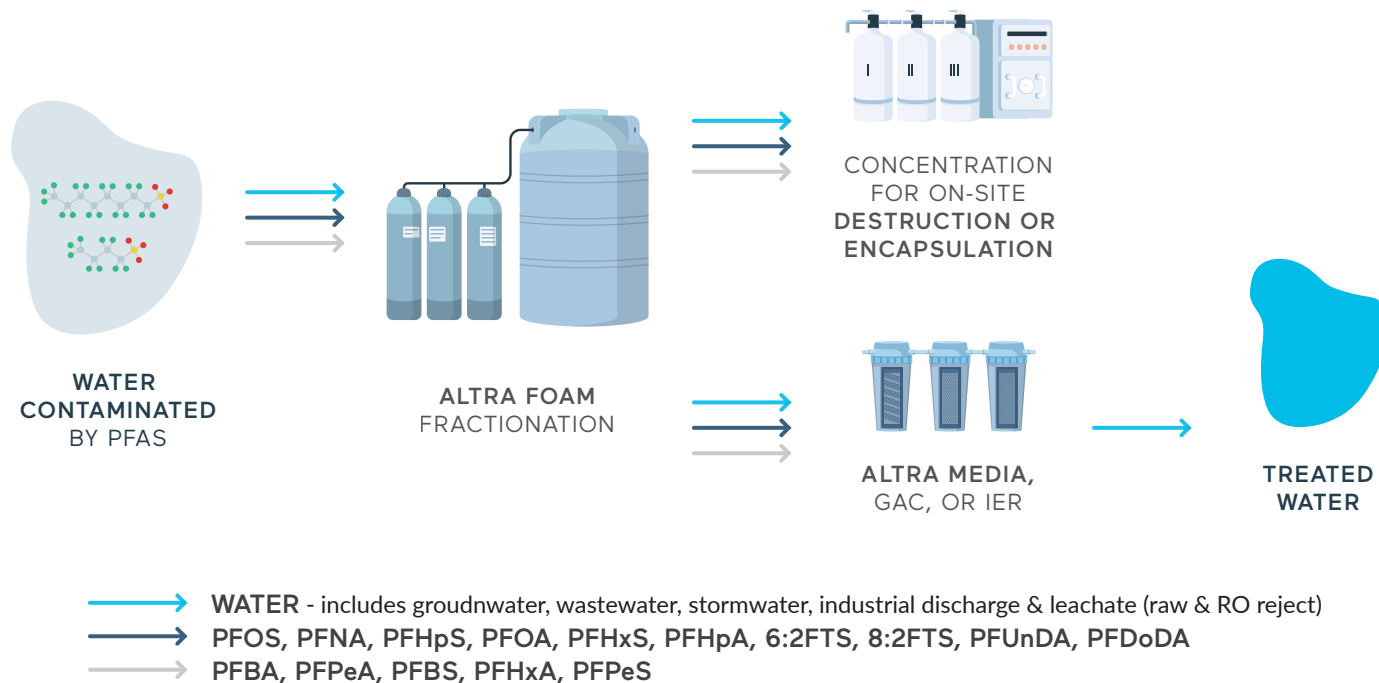 I II III
CONCENTRATION
FOR ON-SITE
DESTRUCTION OR
ENCAPSULATION
WATER
CONTAMINATED
BY PFAS
ALTRA FOAM
FRACTIONATION
ALTRA MEDIA,
GAC, OR IER
TREATED
WATER
WATER - includes groudnwater, wastewater, stormwater, industrial discharge & leachate (raw & RO reject)
PFOS, PFNA, PFHpS, PFOA, PFHxS, PFHpA, 6:2FTS, 8:2FTS, PFUnDA, PFDoDA
PFBA, PFPeA, PFBS, PFHxA, PFPeS